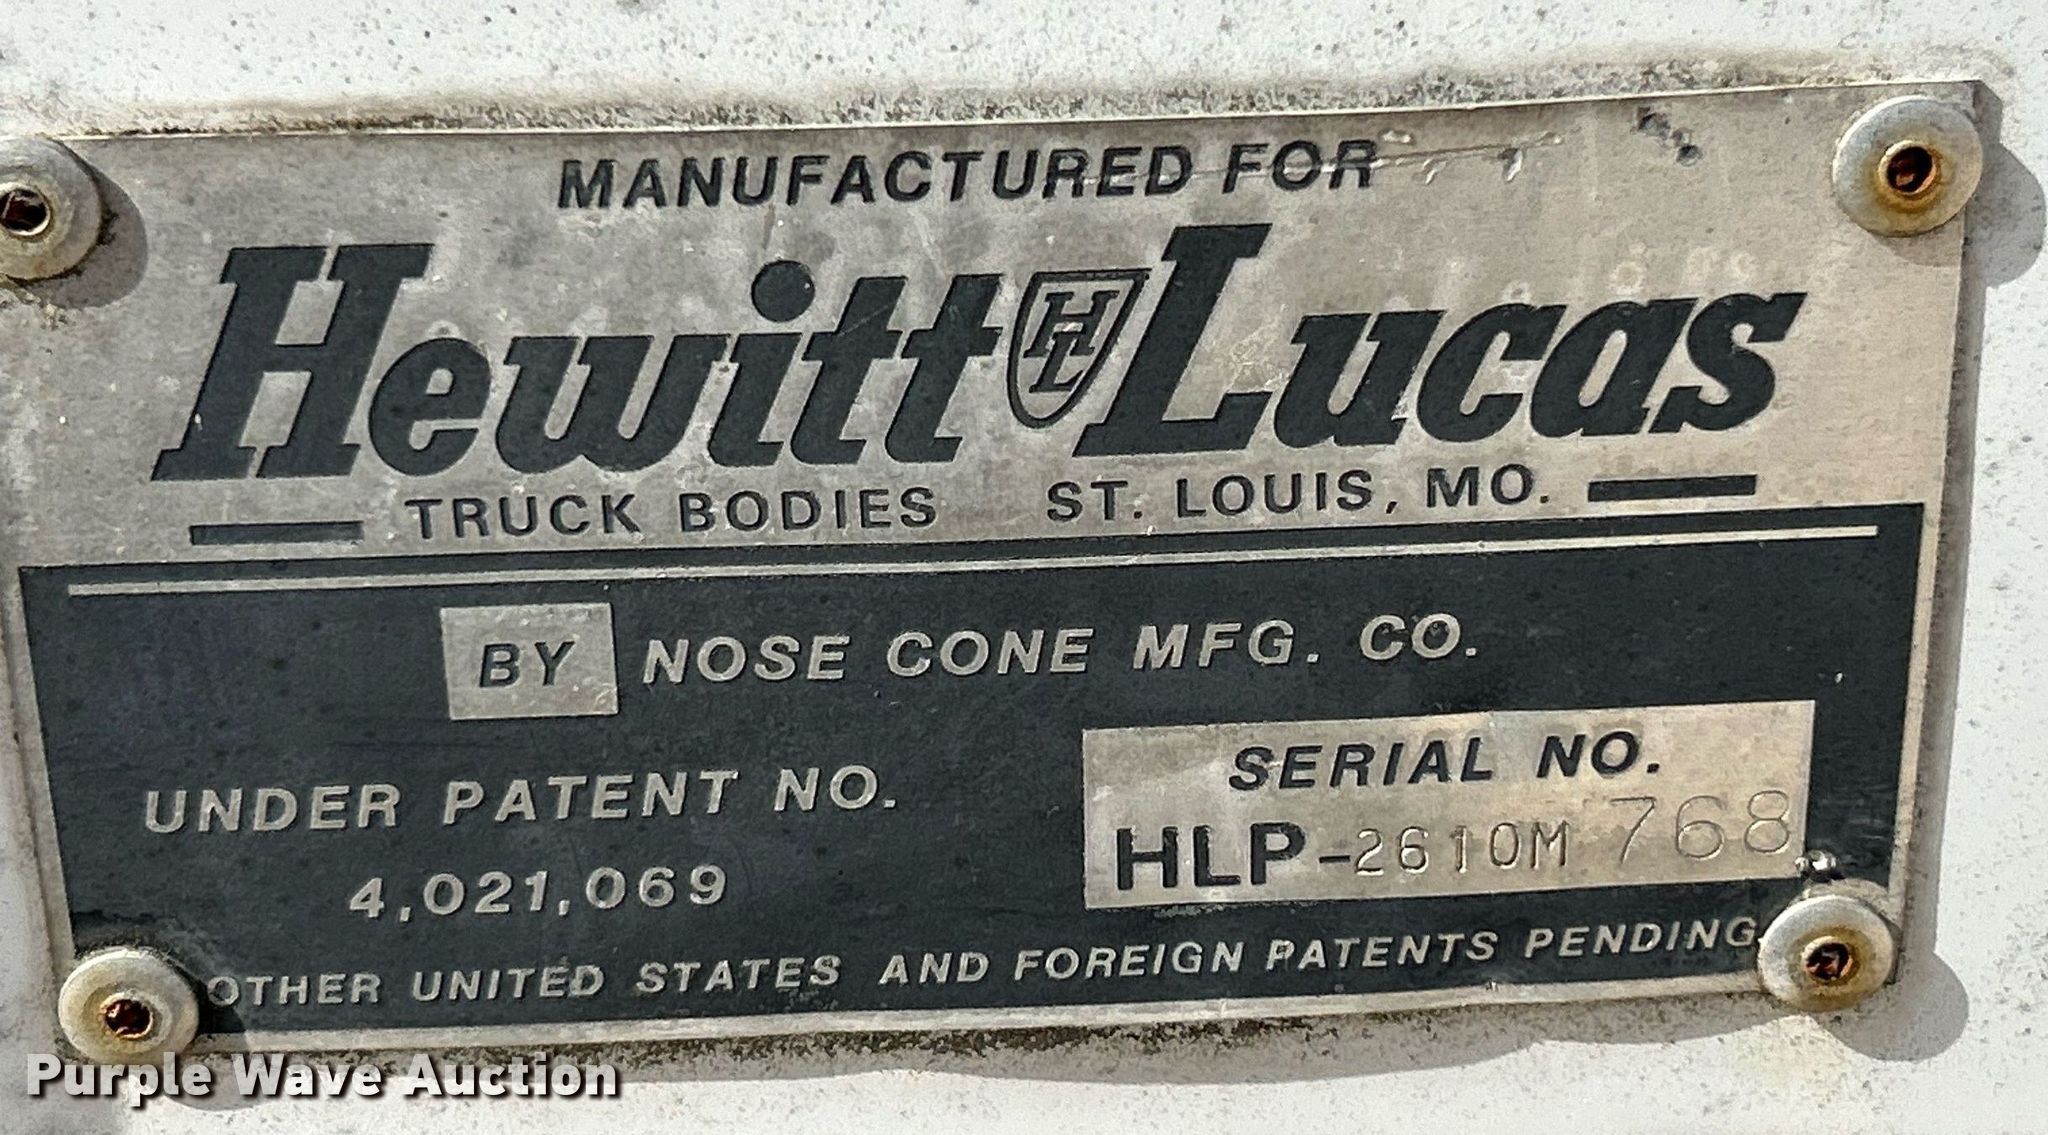 MANUFACTURED FOR
Hewitt HL Lucas
TRUCK BODIES ST. LOUIS, MO.
BY NOSE CONE MFG. CO.
UNDER PATENT NO.
4,021,069
SERIAL NO.
HLP-2610M 768
OTHER UNITED STATES AND FOREIGN PATENTS PENDING.
Purple Wave Auction